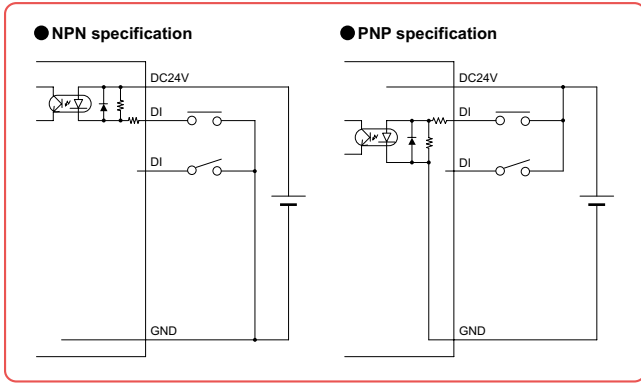 ●NPN specification
DC24V
DI
DI
GND
●PNP specification
DC24V
DI
DI
GND